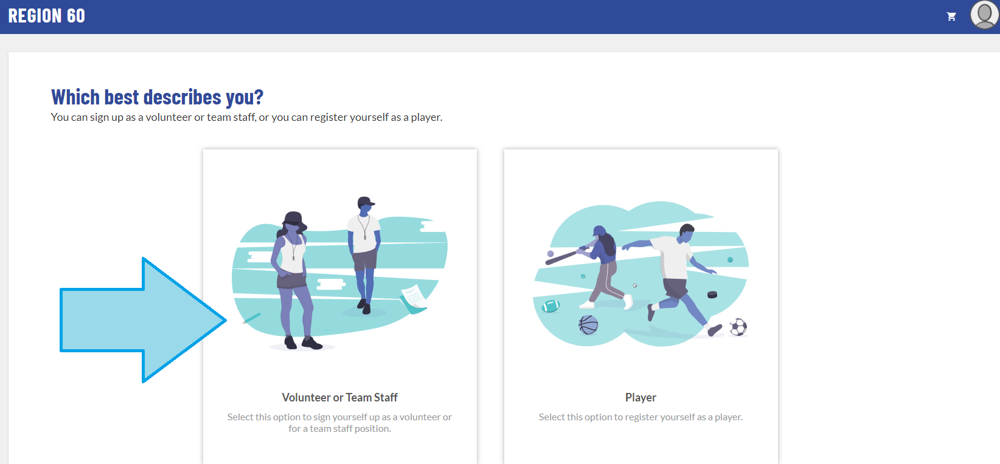 REGION 60
Which best describes you?
You can sign up as a volunteer or team staff, or you can register yourself as a player.
Volunteer or Team Staff
Select this option to sign yourself up as a volunteer or
for a team staff position.
Player
Select this option to register yourself as a player.